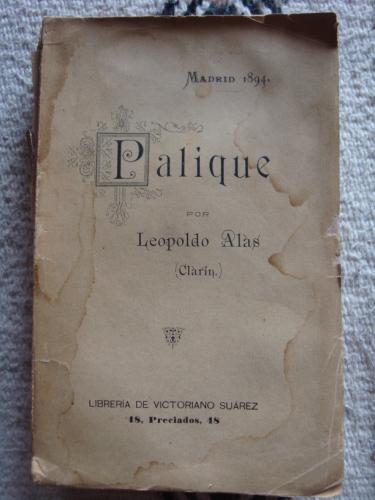 Madrid 1894.
Palique
POR
Leopoldo Alas
(Clarín.)
LIBRERÍA DE VICTORIANO SUÁREZ
48, Preciados, 48